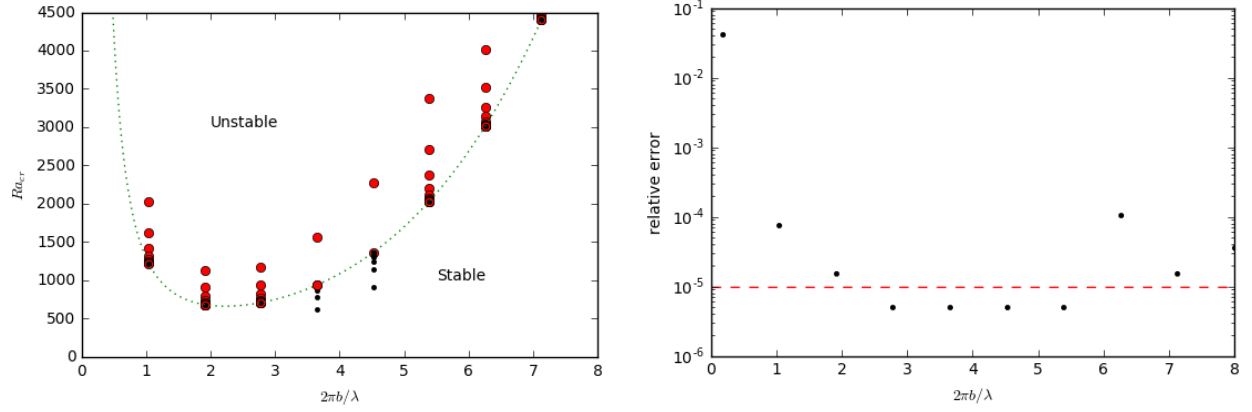 4500
4000
3500
3000
2500
2000
1500
1000
500
0
Ra_cr
Unstable
Stable
0 1 2 3 4 5 6 7 8
2πb/λ
10⁻¹
10⁻²
10⁻³
10⁻⁴
10⁻⁵
10⁻⁶
relative error
0 1 2 3 4 5 6 7 8
2πb/λ